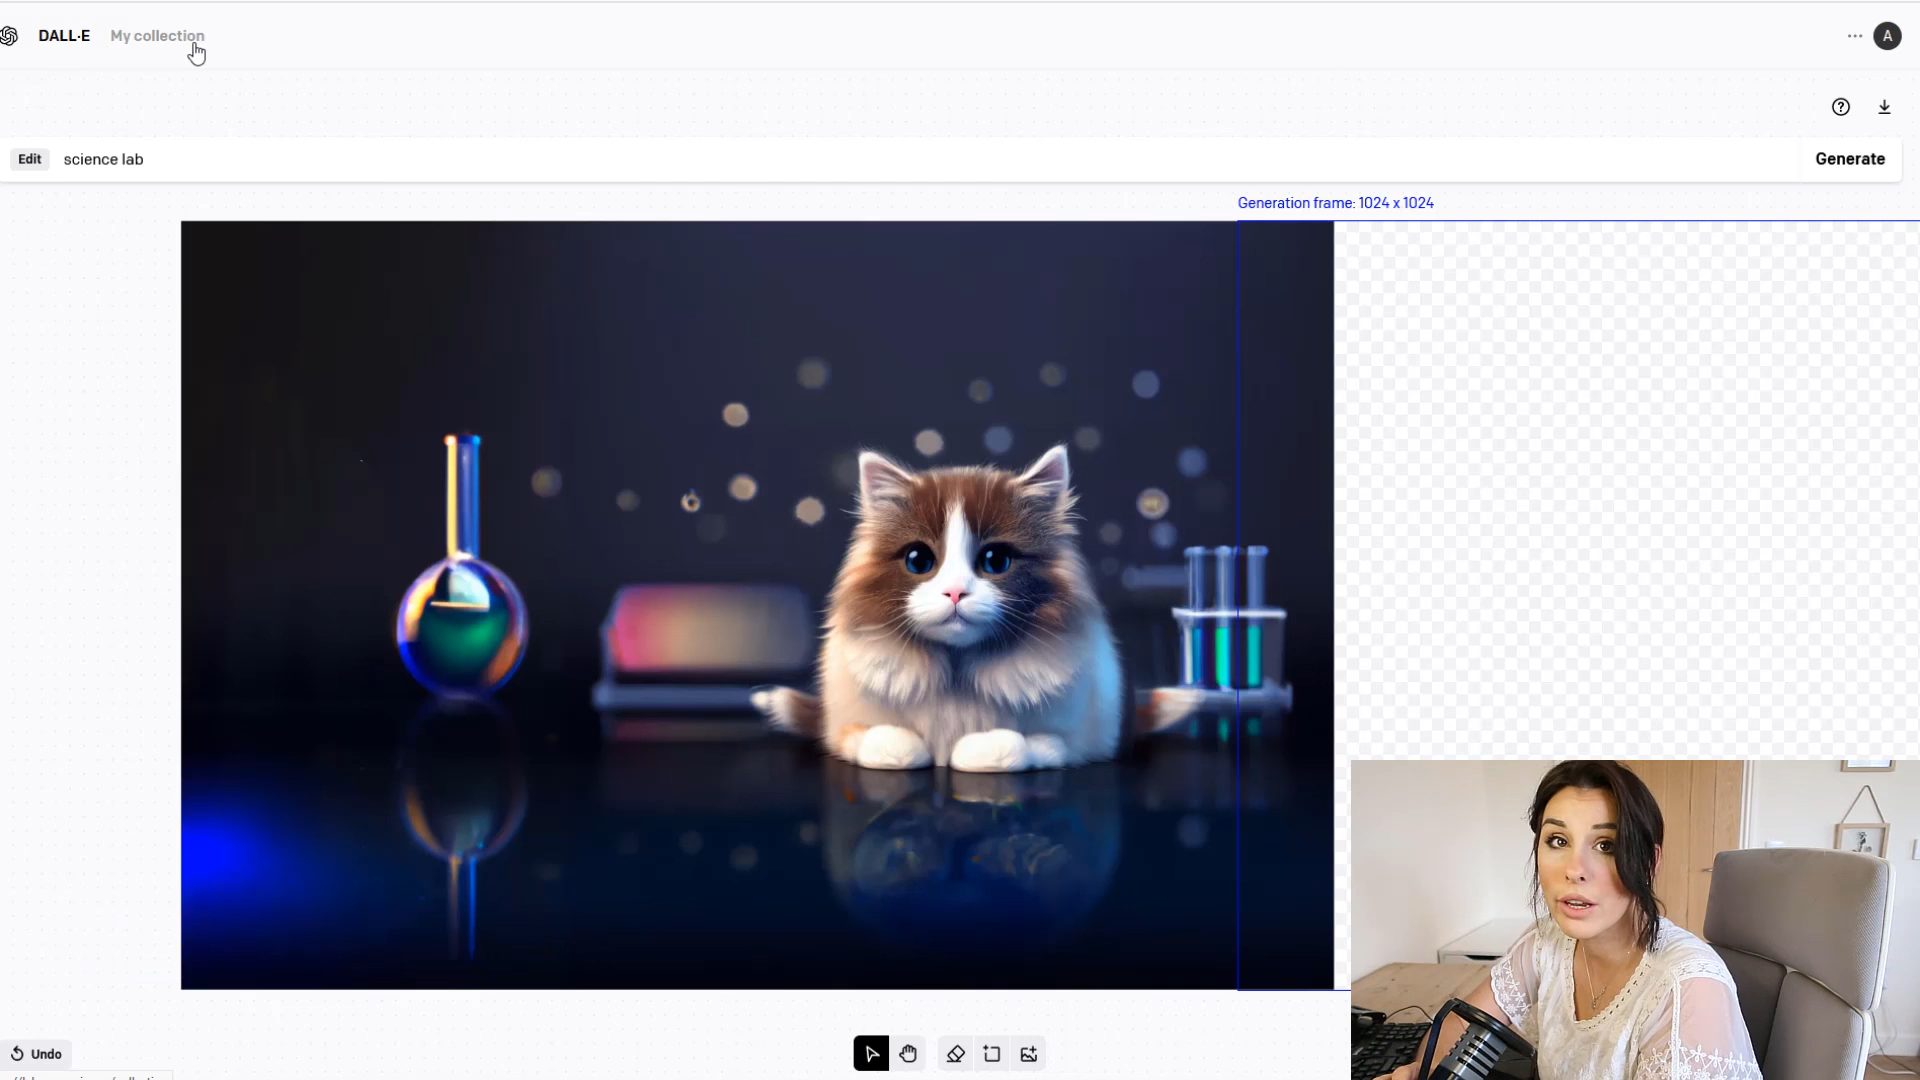 DALL·E My collection
A
Edit science lab Generate
Generation frame: 1024 x 1024
Undo